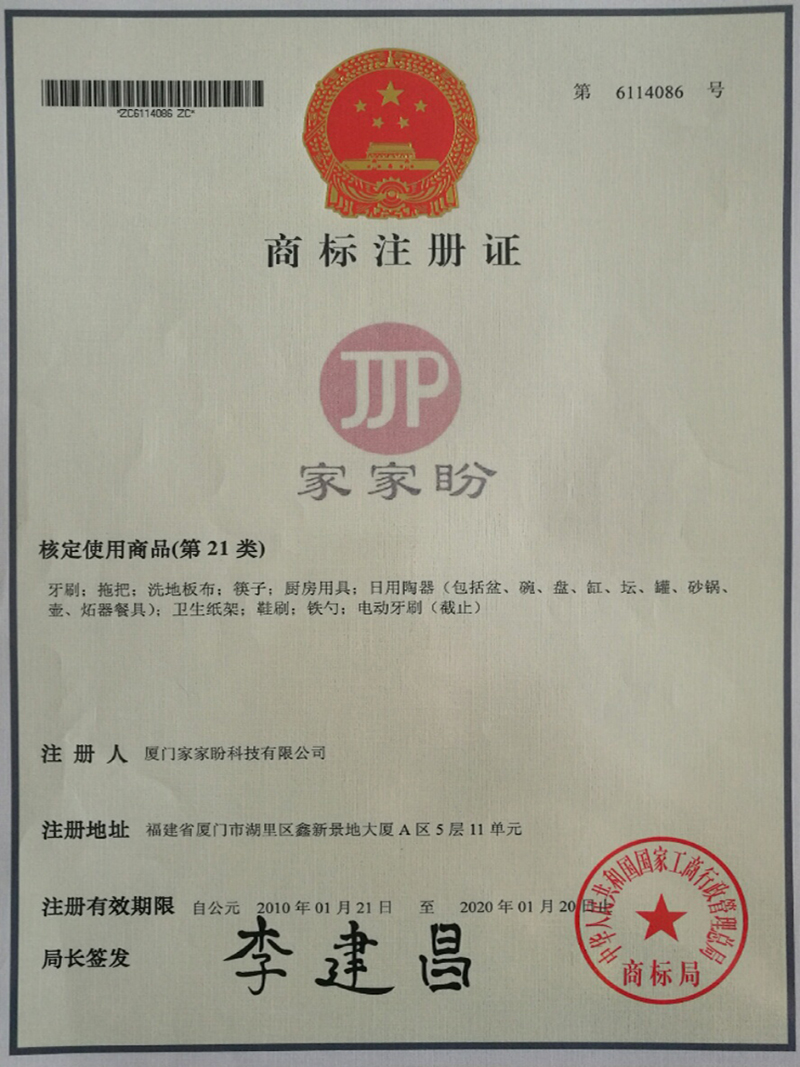 *ZC6114086 ZC*
第 6114086 号
商标注册证
JJP
家家盼
核定使用商品(第 21 类)
牙刷；拖把；洗地板布；筷子；厨房用具；日用陶器（包括盆、碗、盘、缸、坛、罐、砂锅、
壶、炻器餐具）；卫生纸架；鞋刷；铁勺；电动牙刷（截止）
注册人 厦门家家盼科技有限公司
注册地址 福建省厦门市湖里区鑫新景地大厦 A 区 5 层 11 单元
注册有效期限 自公元 2010 年 01 月 21 日 至 2020 年 01 月 20 日止
局长签发 李建昌
中华人民共和国国家工商行政管理总局
商标局